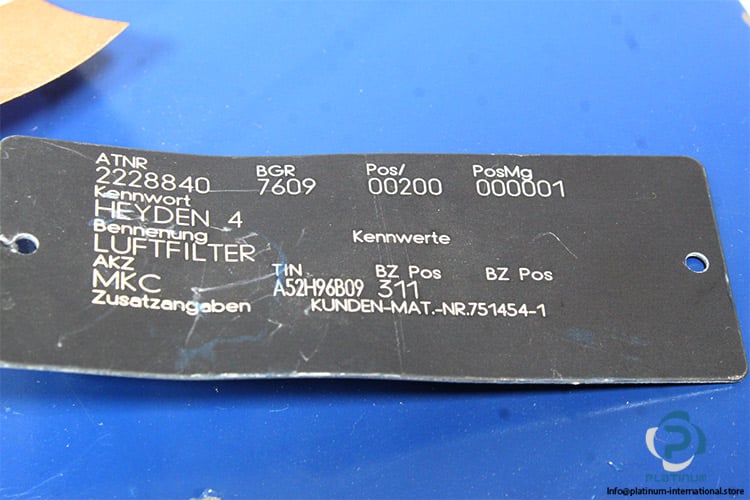 ATNR BGR Pos/ PosMg
2228840 7609 00200 000001
Kennwort
HEYDEN 4
Bennenung Kennwerte
LUFTFILTER
AKZ TIN BZ Pos BZ Pos
MKC A52H96B09 311
Zusatzangaben KUNDEN-MAT.-NR.751454-1
PLATINUM
Info@platinum-international.store